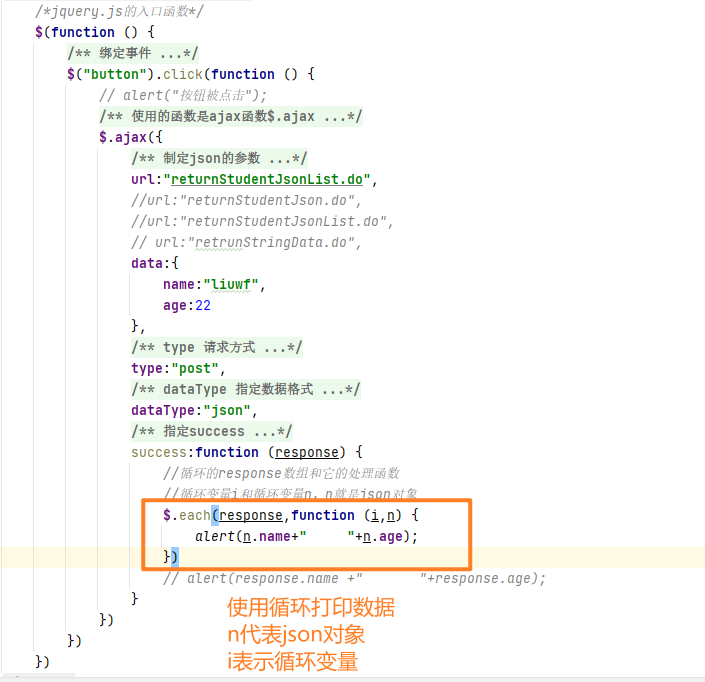 /*jquery.js的入口函数*/
$(function () {
/** 绑定事件 ...*/
$("button").click(function () {
// alert("按钮被点击");
/** 使用的函数是ajax函数$.ajax ...*/
$.ajax({
/** 制定json的参数 ...*/
url:"returnStudentJsonList.do",
//url:"returnStudentJson.do",
//url:"returnStudentJsonList.do",
// url:"retrunStringData.do",
data:{
name:"liuwf",
age:22
},
/** type 请求方式 ...*/
type:"post",
/** dataType 指定数据格式 ...*/
dataType:"json",
/** 指定success ...*/
success:function (response) {
//循环的response数组和它的处理函数
//循环变量i和循环变量n，n就是json对象
$.each(response,function (i,n) {
alert(n.name+"     "+n.age);
})
// alert(response.name +"       "+response.age);
}
})
})
})
使用循环打印数据
n代表json对象
i表示循环变量